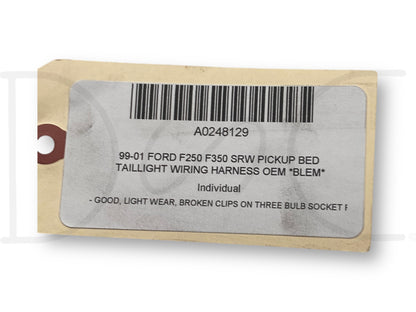 A0248129
99-01 FORD F250 F350 SRW PICKUP BED
TAILLIGHT WIRING HARNESS OEM *BLEM*
Individual
- GOOD, LIGHT WEAR, BROKEN CLIPS ON THREE BULB SOCKET